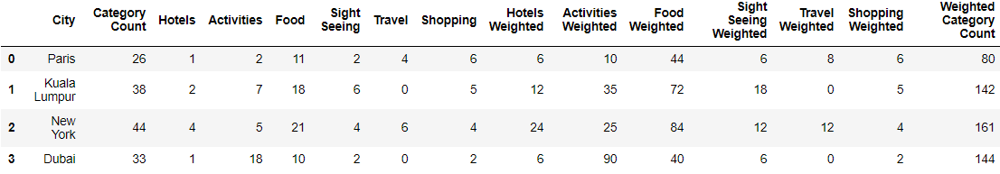 City Category Count Hotels Activities Food Sight Seeing Travel Shopping Hotels Weighted Activities Weighted Food Weighted Sight Seeing Weighted Travel Weighted Shopping Weighted Weighted Category Count
0 Paris 26 1 2 11 2 4 6 6 10 44 6 8 6 80
1 Kuala Lumpur 38 2 7 18 6 0 5 12 35 72 18 0 5 142
2 New York 44 4 5 21 4 6 4 24 25 84 12 12 4 161
3 Dubai 33 1 18 10 2 0 2 6 90 40 6 0 2 144